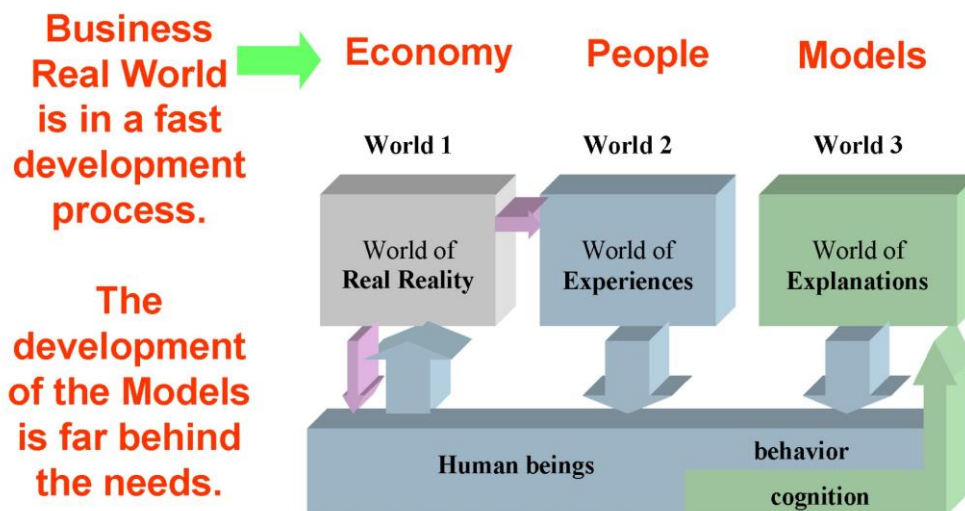 Business
Real World
is in a fast
development
process.
The
development
of the Models
is far behind
the needs.
Economy
People
Models
World 1
World 2
World 3
World of
Real Reality
World of
Experiences
World of
Explanations
Human beings
behavior
cognition